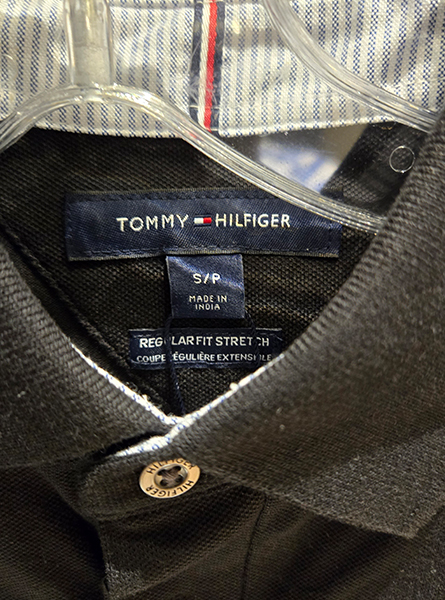 TOMMY HILFIGER
S/P
MADE IN
INDIA
REGULAR FIT STRETCH
COUPE RÉGULIÈRE EXTENSIBLE
HILFIGER